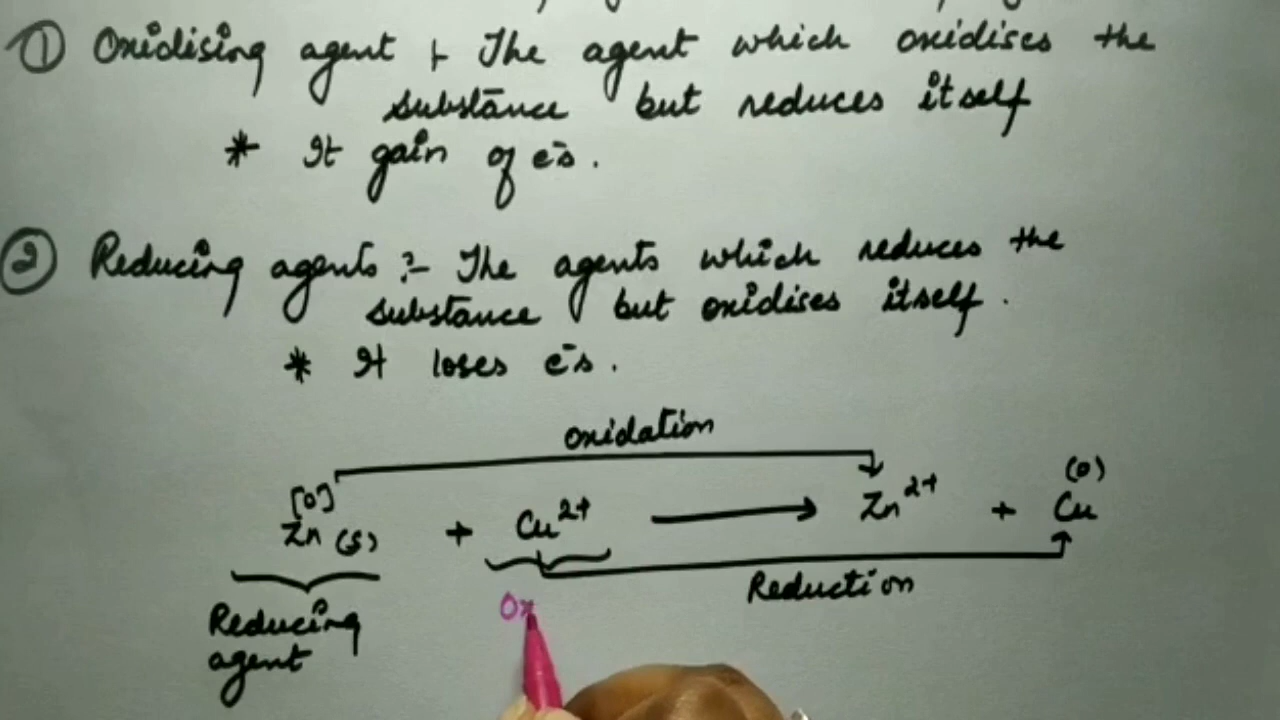 ① Oxidising agent :- The agent which oxidises the
substance but reduces itself
* It gain of e⁻s.
② Reducing agents :- The agents which reduces the
substance but oxidises itself.
* It loses e⁻s.
oxidation
[0] (0)
Zn(s) + Cu²⁺ ⟶ Zn²⁺ + Cu
Reduction
Reducing Ox
agent